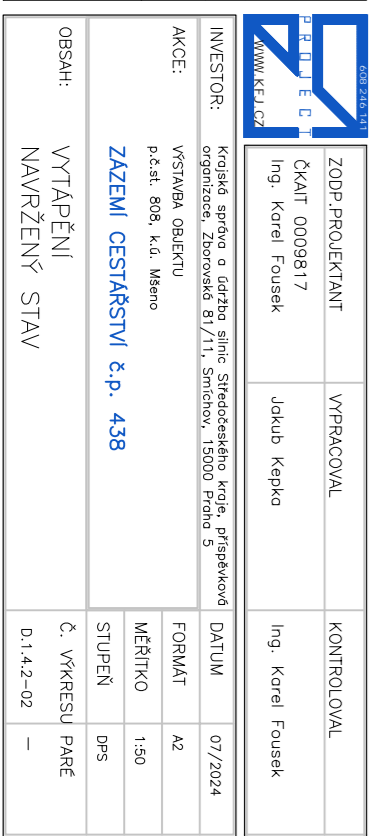 608 246 141
PROJECT
WWW.KFJ.CZ
ZODP.PROJEKTANT
ČKAIT 0009817
Ing. Karel Fousek
VYPRACOVAL
Jakub Kepka
KONTROLOVAL
Ing. Karel Fousek
INVESTOR:
Krajská správa a údržba silnic Středočeského kraje, příspěvková
organizace, Zborovská 81/11, Smíchov, 15000 Praha 5
AKCE:
VÝSTAVBA OBJEKTU
p.č.st. 808, k.ú. Mšeno
ZÁZEMÍ CESTÁŘSTVÍ č.p. 438
OBSAH:
VYTÁPĚNÍ
NAVRŽENÝ STAV
DATUM 07/2024
FORMÁT A2
MĚŘÍTKO 1:50
STUPEŇ DPS
Č. VÝKRESU PARÉ
D.1.4.2-02 –